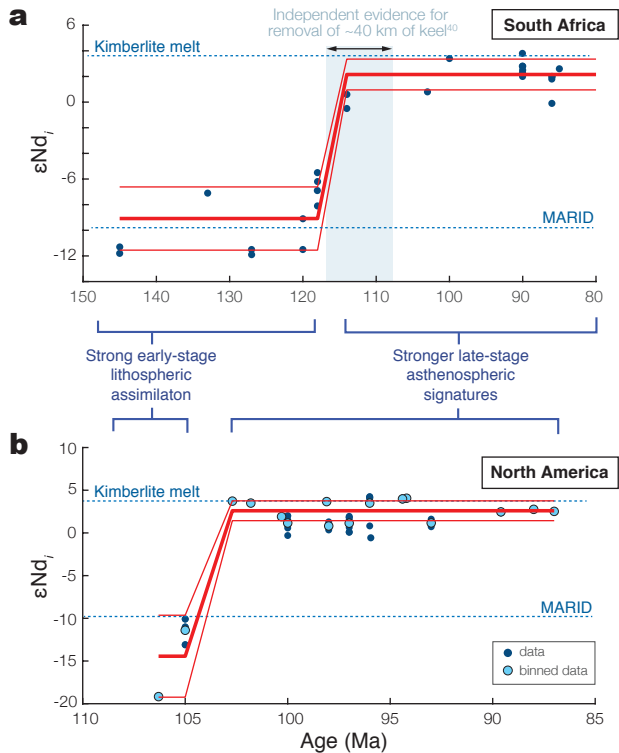 a
Independent evidence for
removal of ~40 km of keel⁴⁰
South Africa
6
0
-6
-12
εNdᵢ
Kimberlite melt
MARID
150 140 130 120 110 100 90 80
Strong early-stage
lithospheric
assimilaton
Stronger late-stage
asthenospheric
signatures
b
North America
10
5
0
-5
-10
-15
-20
εNdᵢ
Kimberlite melt
MARID
data
binned data
110 105 100 95 90 85
Age (Ma)